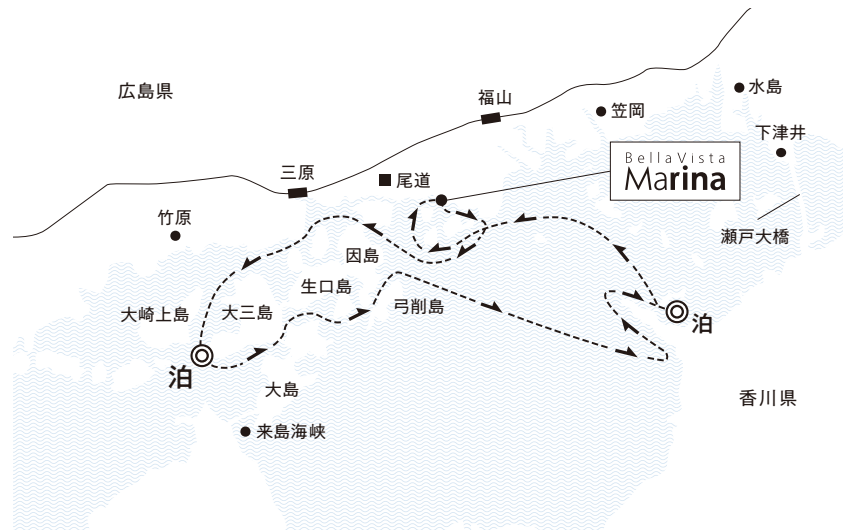 広島県
福山
笠岡
水島
下津井
BellaVista
Marina
三原
尾道
竹原
瀬戸大橋
因島
生口島
弓削島
大崎上島
大三島
泊
泊
大島
来島海峡
香川県